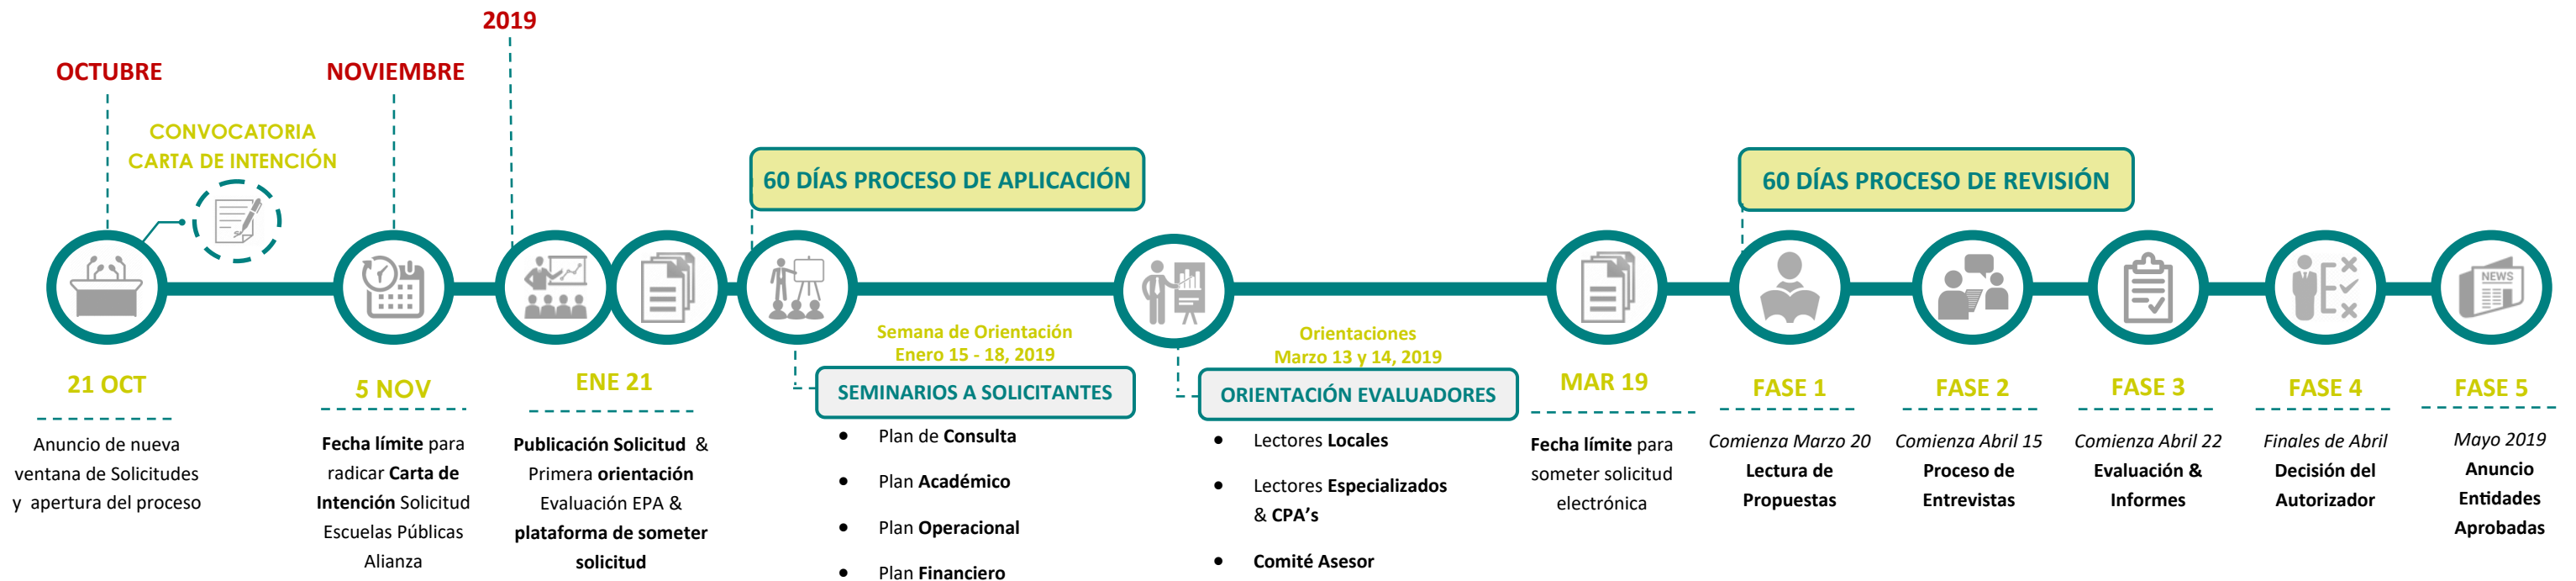 2019
OCTUBRE
NOVIEMBRE
CONVOCATORIA
CARTA DE INTENCIÓN
60 DÍAS PROCESO DE APLICACIÓN
60 DÍAS PROCESO DE REVISIÓN
NEWS
21 OCT
Anuncio de nueva
ventana de Solicitudes
y apertura del proceso
5 NOV
Fecha límite para
radicar Carta de
Intención Solicitud
Escuelas Públicas
Alianza
ENE 21
Publicación Solicitud &
Primera orientación
Evaluación EPA &
plataforma de someter
solicitud
Semana de Orientación
Enero 15 - 18, 2019
SEMINARIOS A SOLICITANTES
• Plan de Consulta
• Plan Académico
• Plan Operacional
• Plan Financiero
Orientaciones
Marzo 13 y 14, 2019
ORIENTACIÓN EVALUADORES
• Lectores Locales
• Lectores Especializados
& CPA's
• Comité Asesor
MAR 19
Fecha límite para
someter solicitud
electrónica
FASE 1
Comienza Marzo 20
Lectura de
Propuestas
FASE 2
Comienza Abril 15
Proceso de
Entrevistas
FASE 3
Comienza Abril 22
Evaluación &
Informes
FASE 4
Finales de Abril
Decisión del
Autorizador
FASE 5
Mayo 2019
Anuncio
Entidades
Aprobadas